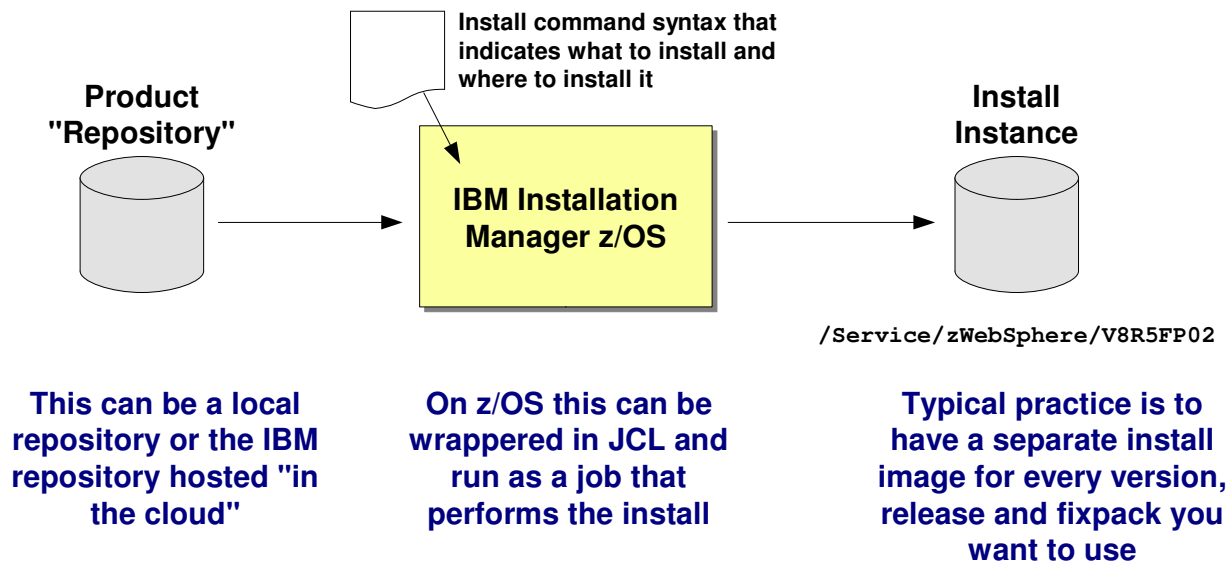 Install command syntax that
indicates what to install and
where to install it
Product
"Repository"
IBM Installation
Manager z/OS
Install
Instance
/Service/zWebSphere/V8R5FP02
This can be a local
repository or the IBM
repository hosted "in
the cloud"
On z/OS this can be
wrappered in JCL and
run as a job that
performs the install
Typical practice is to
have a separate install
image for every version,
release and fixpack you
want to use